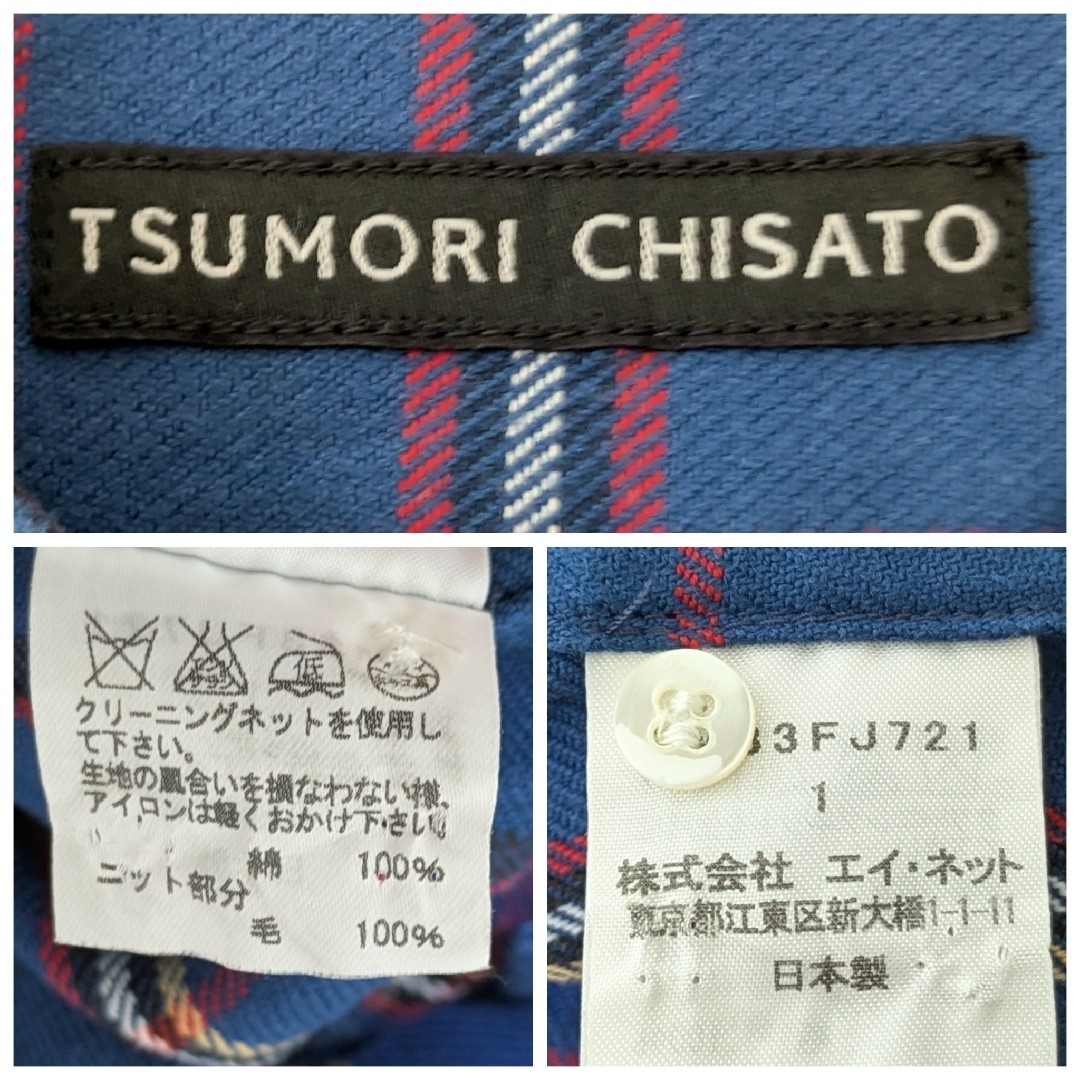 TSUMORI CHISATO
低
クリーニングネットを使用し
て下さい。
生地の風合いを損なわない様、
アイロンは軽くおかけ下さい。
綿 100%
ニット部分
毛 100%
3FJ721
1
株式会社 エイ・ネット
東京都江東区新大橋1-1-11
日本製